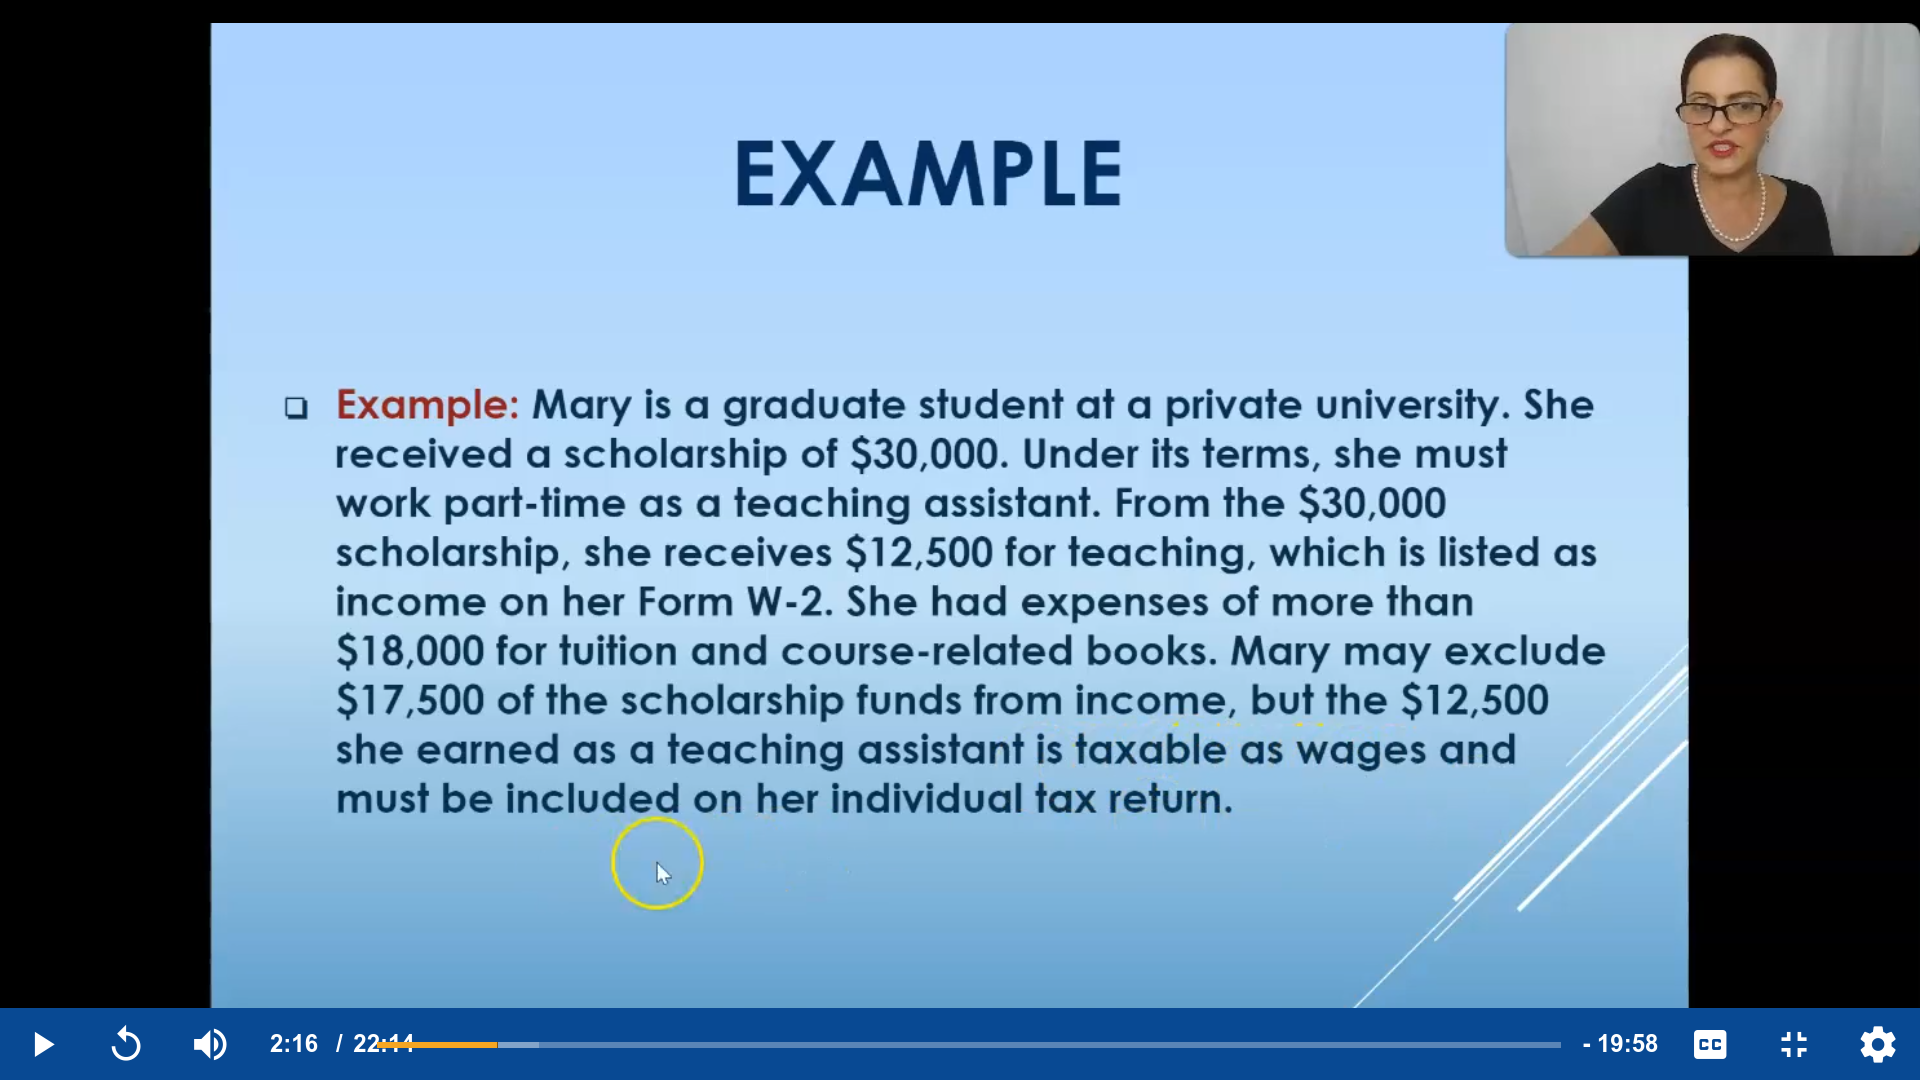 EXAMPLE
Example: Mary is a graduate student at a private university. She
received a scholarship of $30,000. Under its terms, she must
work part-time as a teaching assistant. From the $30,000
scholarship, she receives $12,500 for teaching, which is listed as
income on her Form W-2. She had expenses of more than
$18,000 for tuition and course-related books. Mary may exclude
$17,500 of the scholarship funds from income, but the $12,500
she earned as a teaching assistant is taxable as wages and
must be included on her individual tax return.
2:16 / 22:14 - 19:58 CC